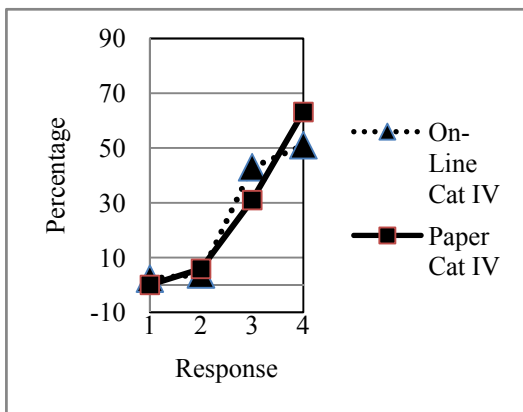 90
70
50
30
10
-10
1 2 3 4
Percentage
Response
On-
Line
Cat IV
Paper
Cat IV